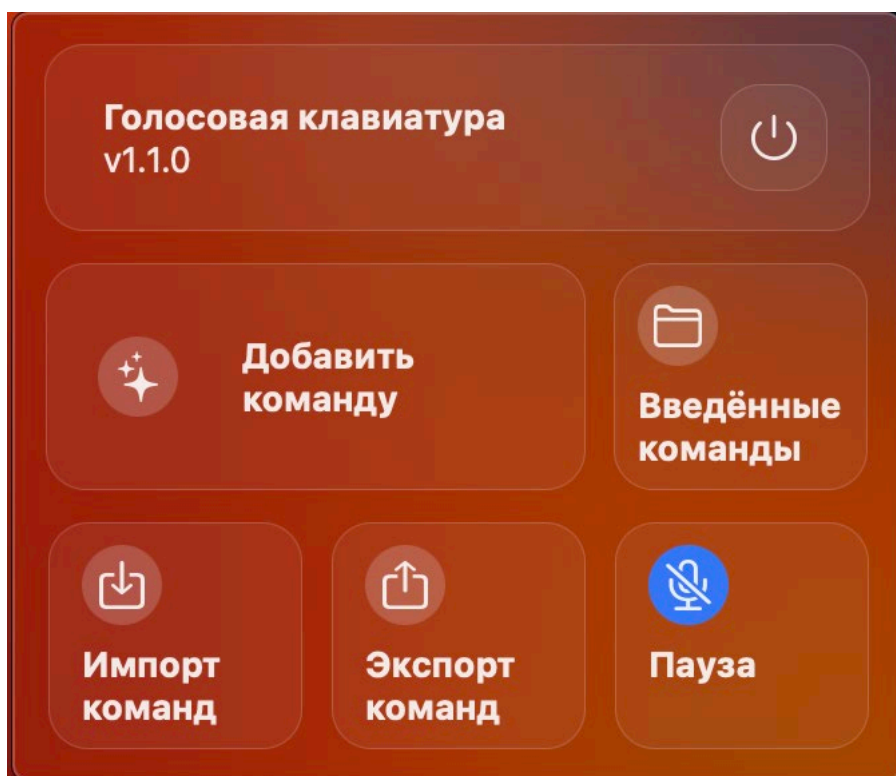 Голосовая клавиатура
v1.1.0
Добавить
команду
Введённые
команды
Импорт
команд
Экспорт
команд
Пауза